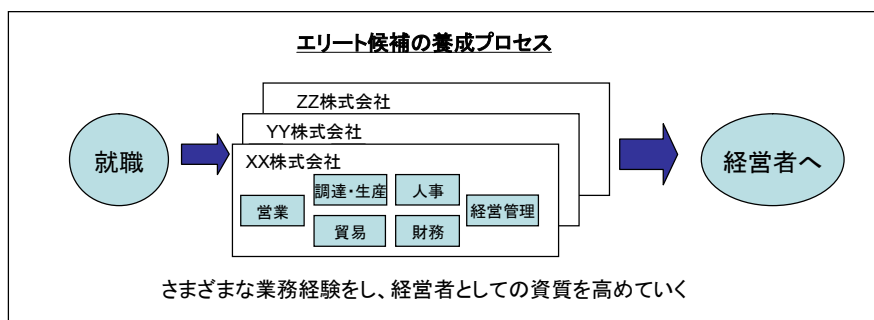 エリート候補の養成プロセス
ZZ株式会社
YY株式会社
XX株式会社
就職
営業
調達・生産
人事
貿易
財務
経営管理
経営者へ
さまざまな業務経験をし、経営者としての資質を高めていく